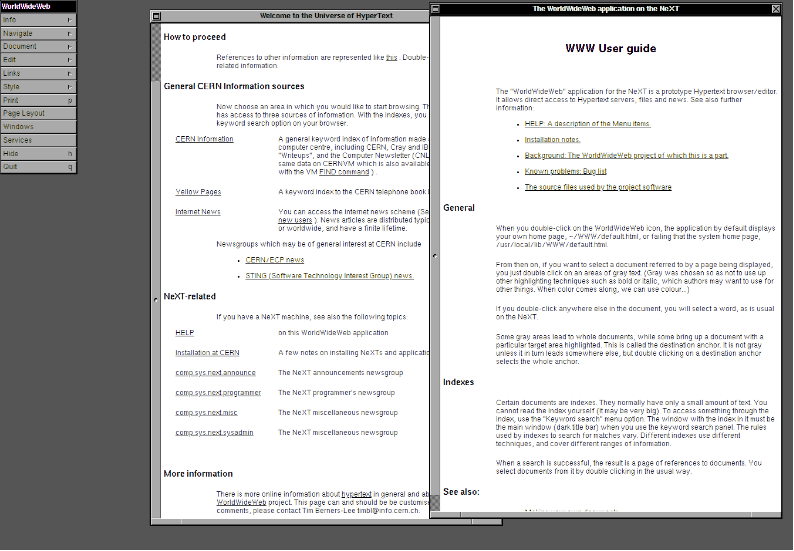 WorldWideWeb
Info
Navigate
Document
Edit
Links
Style
Print p
Page Layout
Windows
Services
Hide h
Quit q
Welcome to the Universe of HyperText
How to proceed
References to other information are represented like this . Double-
related information.
General CERN Information sources
Now choose an area in which you would like to start browsing. Th
has access to three sources of information. With the indexes, you
keyword search option on your browser.
CERN Information
A general keyword index of information made
computer centre, including CERN, Cray and IB
"Writeups", and the Computer Newsletter (CNL
same data on CERNVM which is also available
with the VM FIND command ) .
Yellow Pages
A keyword index to the CERN telephone book
Internet News
You can access the internet news scheme (Se
new users ). News articles are distributed typic
or worldwide, and have a finite lifetime.
Newsgroups which may be of general interest at CERN include
• CERN/ECP news
• STING (Software Technology Interest Group) news.
NeXT-related
If you have a NeXT machine, see also the following topics.
HELP
on this WorldWideWeb application
Installation at CERN
A few notes on installing NeXTs and applicatio
comp.sys.next.announce
The NeXT announcements newsgroup
comp.sys.next.programmer
The NeXT programmer's newsgroup
comp.sys.next.misc
The NeXT miscellaneous newsgroup
comp.sys.next.sysadmin
The NeXT miscellaneous newsgroup
More information
There is more online information about hypertext in general and ab
WorldWideWeb project. This page can and should be be customise
comments, please contact Tim Berners-Lee timbl@info.cern.ch.
The WorldWideWeb application on the NeXT
WWW User guide
The "WorldWideWeb" application for the NeXT is a prototype Hypertext browser/editor.
It allows direct access to Hypertext servers, files and news. See also further
information:
• HELP: A description of the Menu items.
• Installation notes.
• Background: The WorldWideWeb project of which this is a part.
• Known problems: Bug list
• The source files used by the project software
General
When you double-click on the WorldWideWeb icon, the application by default displays
your own home page, ~/WWW/default.html, or failing that the system home page,
/usr/local/lib/WWW/default.html.
From then on, if you want to select a document referred to by a page being displayed,
you just double click on an areas of gray text. (Gray was chosen so as not to use up
other highlighting techniques such as bold or italic, which authors may want to use for
other things. When color comes along, we can use colour...)
If you double-click anywhere else in the document, you will select a word, as is usual
on the NeXT.
Some gray areas lead to whole documents, while some bring up a document with a
particular target area highlighted. This is called the destination anchor. It is not gray
unless it in turn leads somewhere else, but double clicking on a destination anchor
selects the whole anchor.
Indexes
Certain documents are indexes. They normally have only a small amount of text. You
cannot read the index yourself (it may be very big). To access something through the
index, use the "Keyword search" menu option. The window with the index in it must be
the main window (dark title bar) when you use the keyword search panel. The rules
used by indexes to search for matches vary. Different indexes use different
techniques, and cover different ranges of information.
When a search is successful, the result is a page of references to documents. You
select documents from it by double clicking in the usual way.
See also: